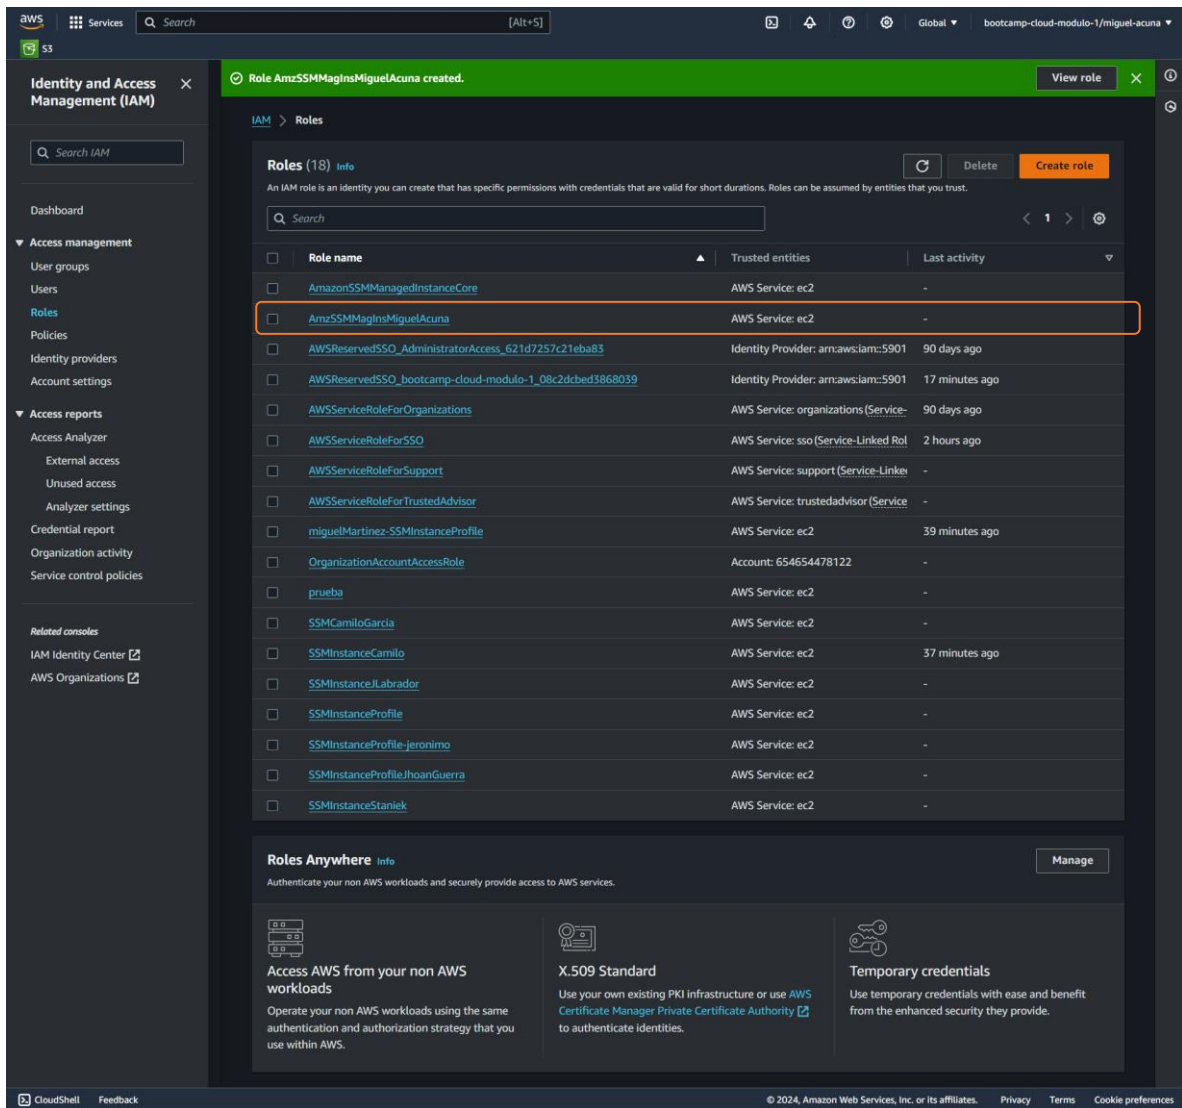 aws Services Search [Alt+S] Global ▼ bootcamp-cloud-modulo-1/miguel-acuna ▼
S3
Identity and Access Management (IAM)
Search IAM
Dashboard
Access management
User groups
Users
Roles
Policies
Identity providers
Account settings
Access reports
Access Analyzer
External access
Unused access
Analyzer settings
Credential report
Organization activity
Service control policies
Related consoles
IAM Identity Center
AWS Organizations
Role AmzSSMMagInsMiguelAcuna created. View role
IAM > Roles
Roles (18) Info Delete Create role
An IAM role is an identity you can create that has specific permissions with credentials that are valid for short durations. Roles can be assumed by entities that you trust.
Search < 1 >
Role name Trusted entities Last activity
AmazonSSMManagedInstanceCore AWS Service: ec2 -
AmzSSMMagInsMiguelAcuna AWS Service: ec2 -
AWSReservedSSO_AdministratorAccess_621d7257c21eba83 Identity Provider: arn:aws:iam::5901 90 days ago
AWSReservedSSO_bootcamp-cloud-modulo-1_08c2dcbed3868039 Identity Provider: arn:aws:iam::5901 17 minutes ago
AWSServiceRoleForOrganizations AWS Service: organizations (Service- 90 days ago
AWSServiceRoleForSSO AWS Service: sso (Service-Linked Rol 2 hours ago
AWSServiceRoleForSupport AWS Service: support (Service-Linke -
AWSServiceRoleForTrustedAdvisor AWS Service: trustedadvisor (Service -
miguelMartinez-SSMInstanceProfile AWS Service: ec2 39 minutes ago
OrganizationAccountAccessRole Account: 654654478122 -
prueba AWS Service: ec2 -
SSMCamiloGarcia AWS Service: ec2 -
SSMInstanceCamilo AWS Service: ec2 37 minutes ago
SSMInstanceJLabrador AWS Service: ec2 -
SSMInstanceProfile AWS Service: ec2 -
SSMInstanceProfile-jeronimo AWS Service: ec2 -
SSMInstanceProfileJhoanGuerra AWS Service: ec2 -
SSMInstanceStaniek AWS Service: ec2 -
Roles Anywhere Info Manage
Authenticate your non AWS workloads and securely provide access to AWS services.
Access AWS from your non AWS
workloads
Operate your non AWS workloads using the same
authentication and authorization strategy that you
use within AWS.
X.509 Standard
Use your own existing PKI infrastructure or use AWS
Certificate Manager Private Certificate Authority
to authenticate identities.
Temporary credentials
Use temporary credentials with ease and benefit
from the enhanced security they provide.
CloudShell Feedback © 2024, Amazon Web Services, Inc. or its affiliates. Privacy Terms Cookie preferences